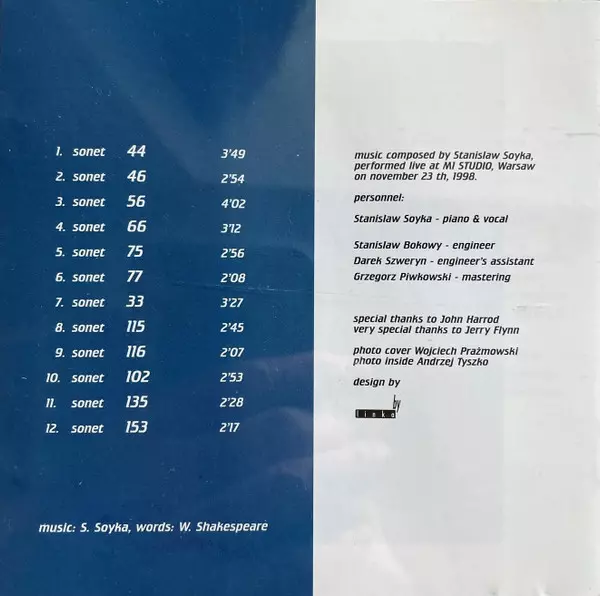 1. sonet 44 3'49
2. sonet 46 2'54
3. sonet 56 4'02
4. sonet 66 3'12
5. sonet 75 2'56
6. sonet 77 2'08
7. sonet 33 3'27
8. sonet 115 2'45
9. sonet 116 2'07
10. sonet 102 2'53
11. sonet 135 2'28
12. sonet 153 2'17
music: S. Soyka, words: W. Shakespeare
music composed by Stanislaw Soyka,
performed live at M1 STUDIO, Warsaw
on november 23 th, 1998.
personnel:
Stanislaw Soyka - piano & vocal
Stanislaw Bokowy - engineer
Darek Szweryn - engineer's assistant
Grzegorz Piwkowski - mastering
special thanks to John Harrod
very special thanks to Jerry Flynn
photo cover Wojciech Prażmowski
photo inside Andrzej Tyszko
design by
by
linka